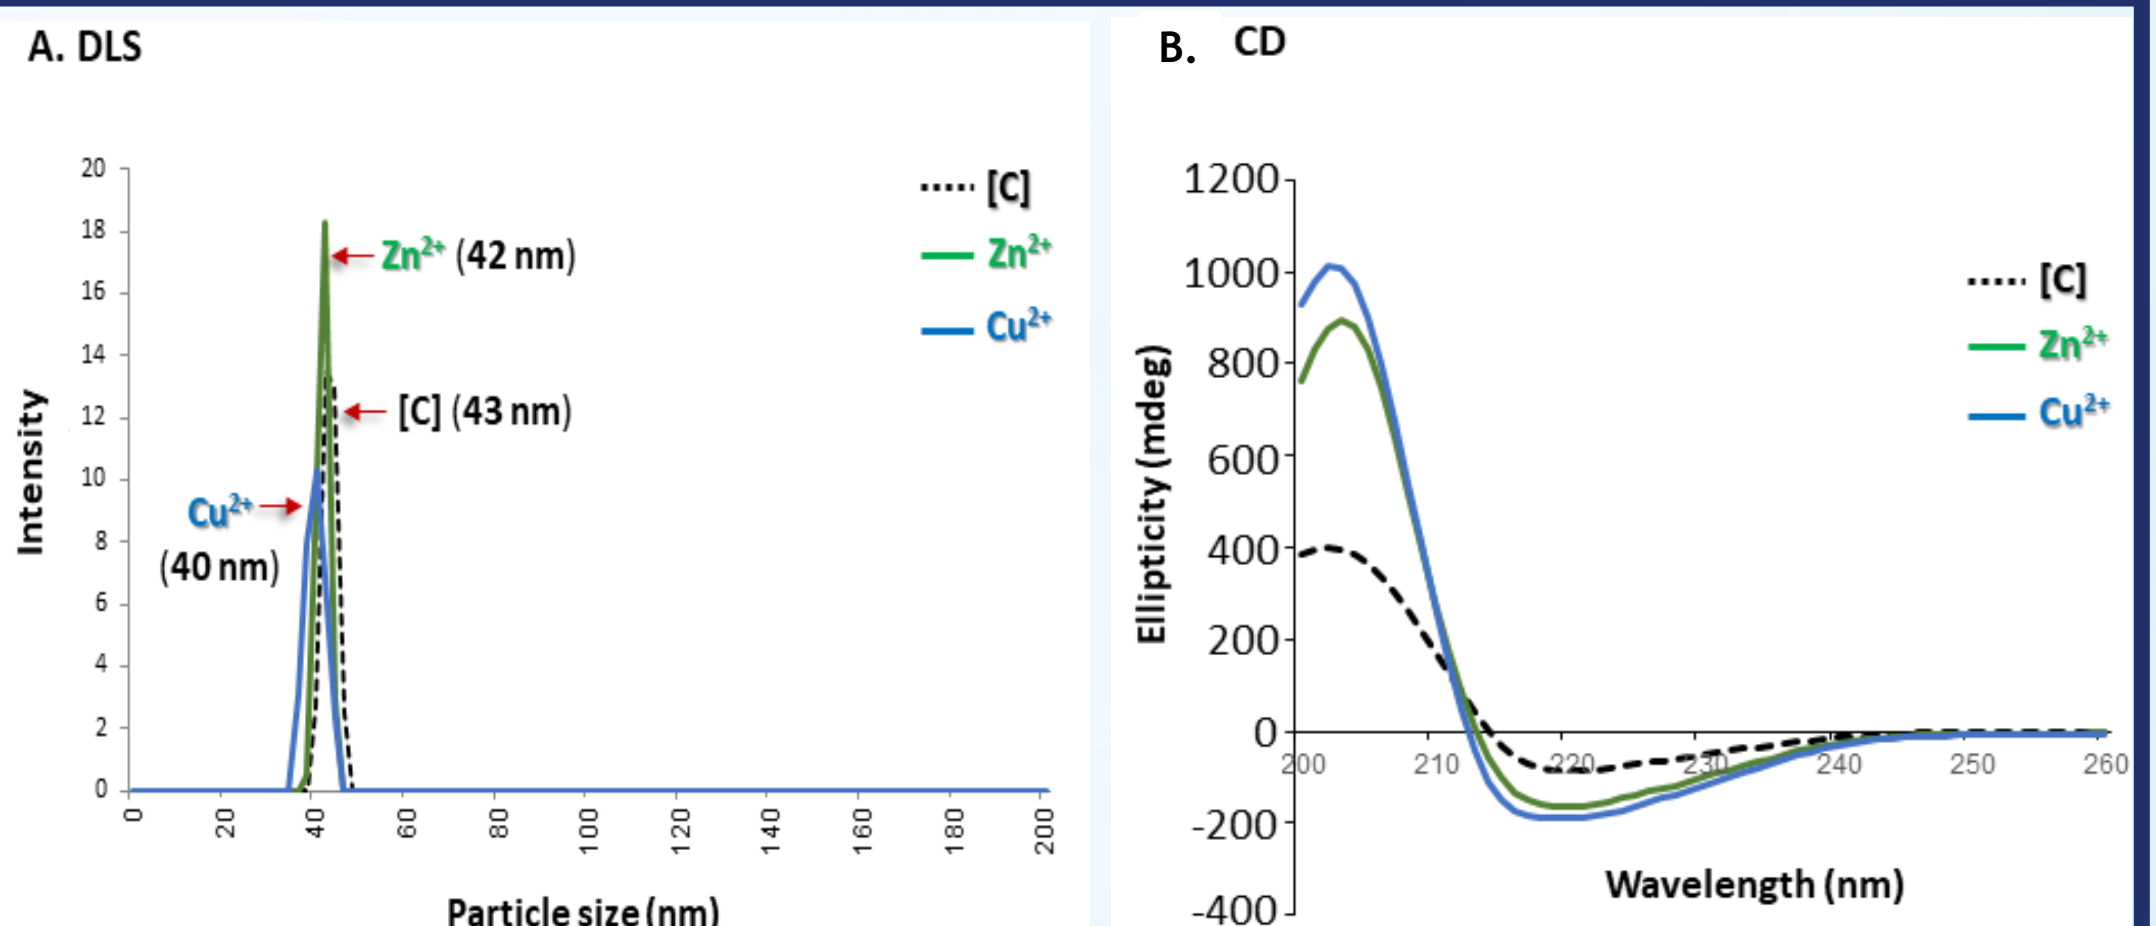 A. DLS
20
18
16
14
12
10
8
6
4
2
0
Intensity
0
20
40
60
80
100
120
140
160
180
200
Particle size (nm)
Zn²⁺ (42 nm)
[C] (43 nm)
Cu²⁺
(40 nm)
[C]
Zn²⁺
Cu²⁺
B. CD
1200
1000
800
600
400
200
0
-200
-400
Ellipticity (mdeg)
200 210 220 230 240 250 260
Wavelength (nm)
[C]
Zn²⁺
Cu²⁺